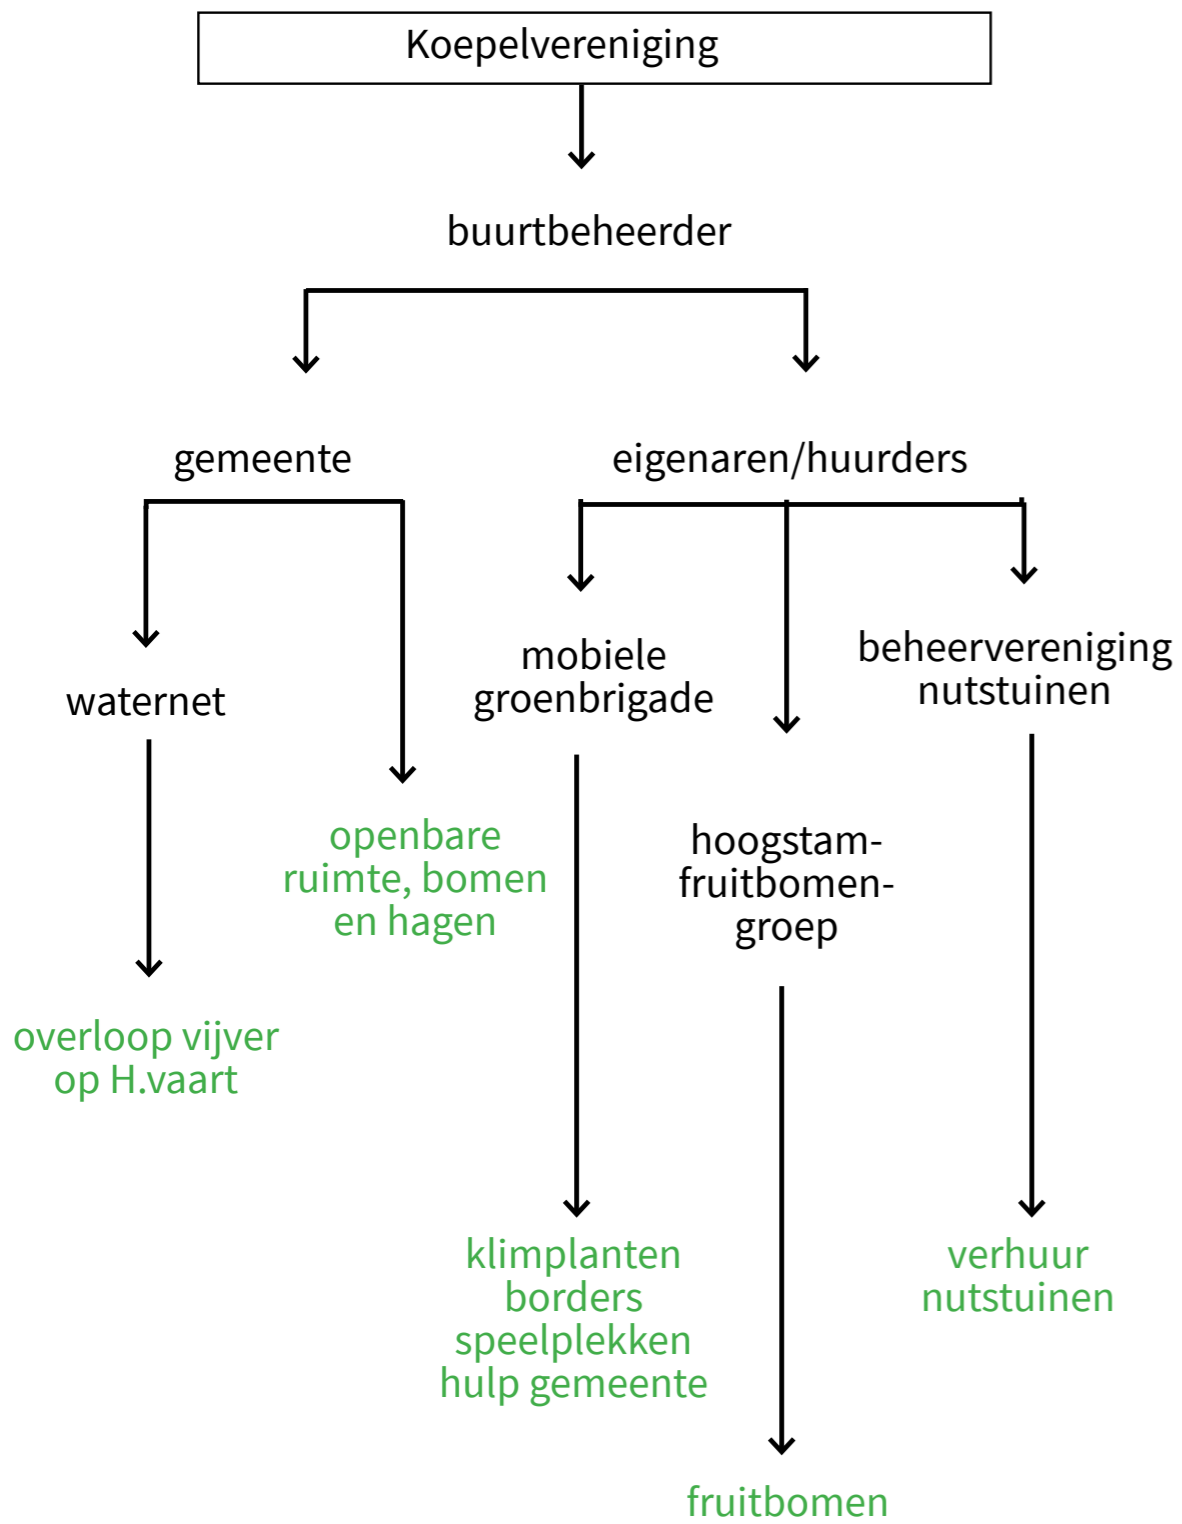 Koepelvereniging
buurtbeheerder
gemeente
eigenaren/huurders
waternet
mobiele
groenbrigade
beheervereniging
nutstuinen
openbare
ruimte, bomen
en hagen
hoogstam-
fruitbomen-
groep
overloop vijver
op H.vaart
klimplanten
borders
speelplekken
hulp gemeente
verhuur
nutstuinen
fruitbomen